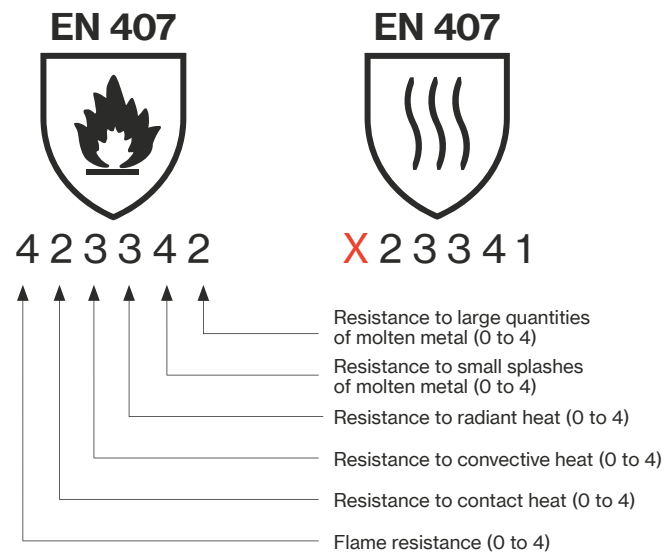 EN 407
EN 407
4 2 3 3 4 2
X 2 3 3 4 1
Resistance to large quantities
of molten metal (0 to 4)
Resistance to small splashes
of molten metal (0 to 4)
Resistance to radiant heat (0 to 4)
Resistance to convective heat (0 to 4)
Resistance to contact heat (0 to 4)
Flame resistance (0 to 4)